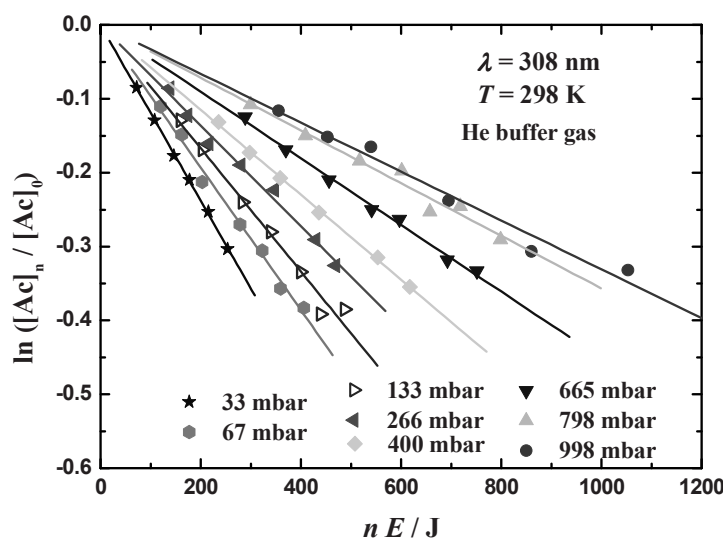 0.0
-0.1
-0.2
-0.3
-0.4
-0.5
-0.6
ln ([Ac]n / [Ac]0)
λ = 308 nm
T = 298 K
He buffer gas
33 mbar
67 mbar
133 mbar
266 mbar
400 mbar
665 mbar
798 mbar
998 mbar
0 200 400 600 800 1000 1200
n E / J